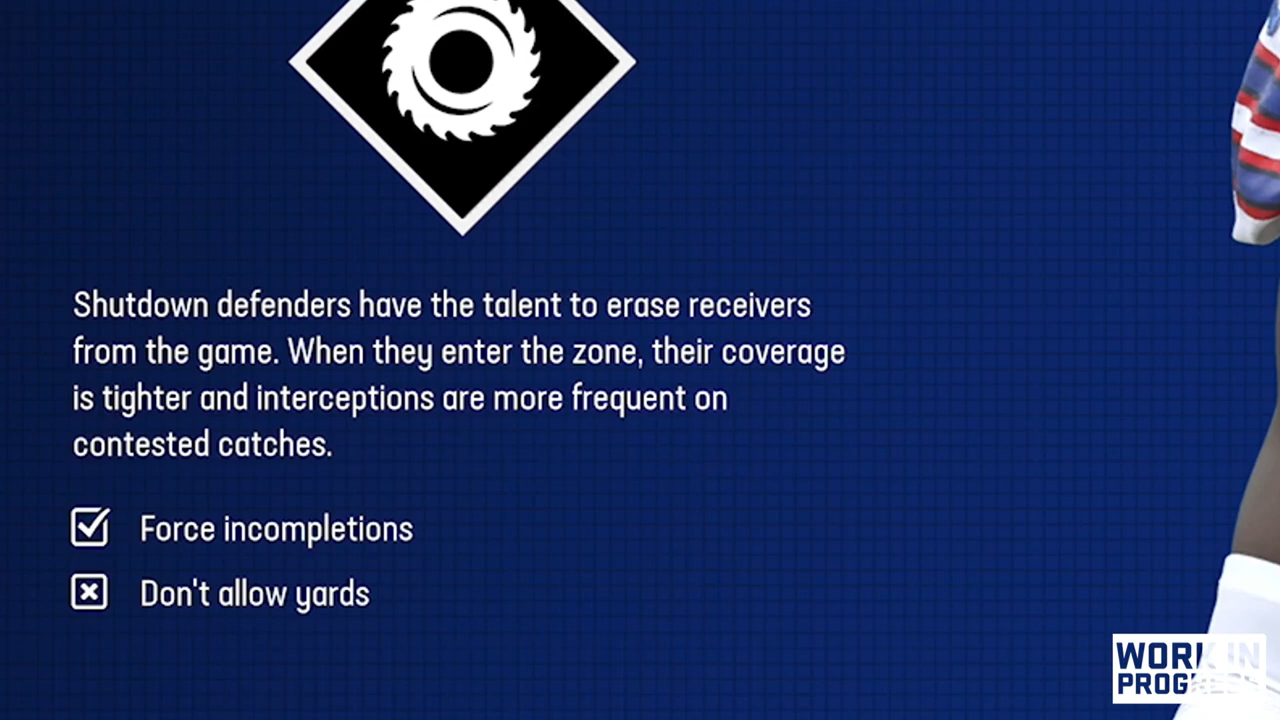 Shutdown defenders have the talent to erase receivers
from the game. When they enter the zone, their coverage
is tighter and interceptions are more frequent on
contested catches.
Force incompletions
Don't allow yards
WORK IN
PROGRESS